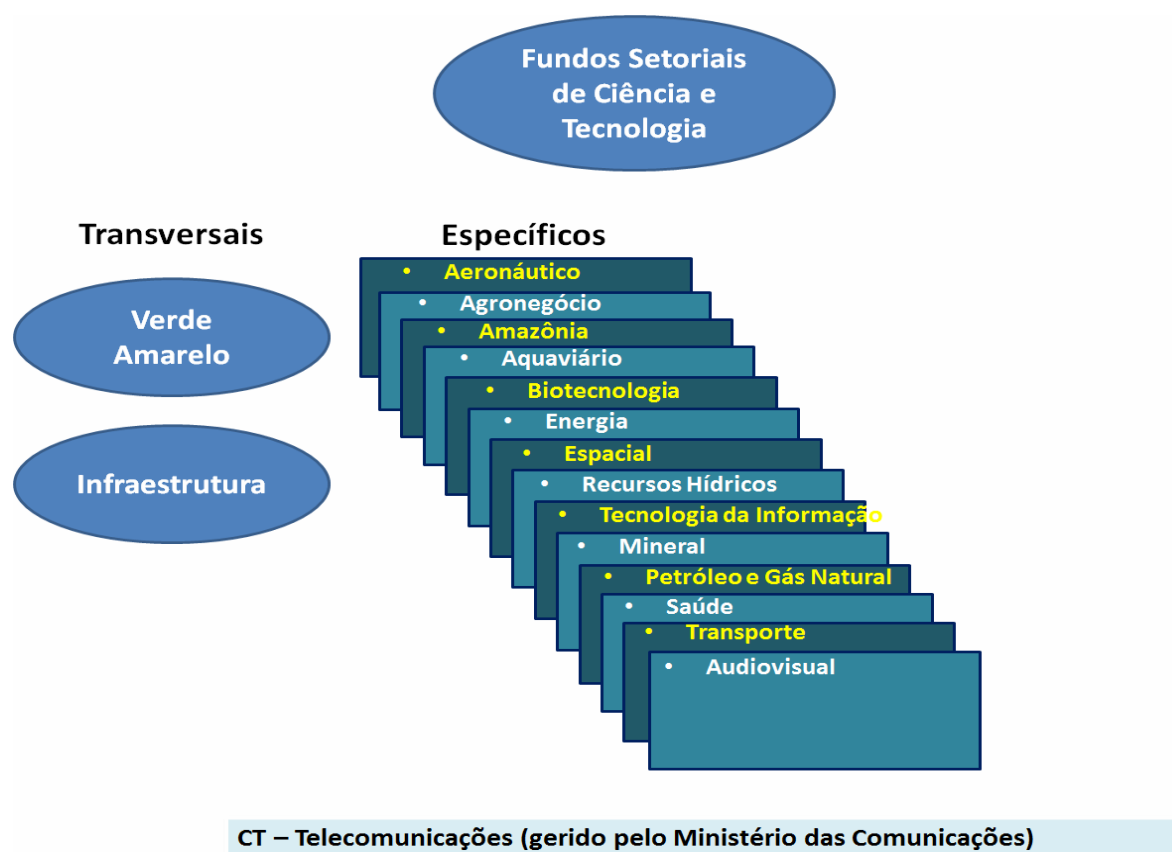 Fundos Setoriais
de Ciência e
Tecnologia
Transversais
Específicos
Verde
Amarelo
Infraestrutura
• Aeronáutico
• Agronegócio
• Amazônia
• Aquaviário
• Biotecnologia
• Energia
• Espacial
• Recursos Hídricos
• Tecnologia da Informação
• Mineral
• Petróleo e Gás Natural
• Saúde
• Transporte
• Audiovisual
CT – Telecomunicações (gerido pelo Ministério das Comunicações)